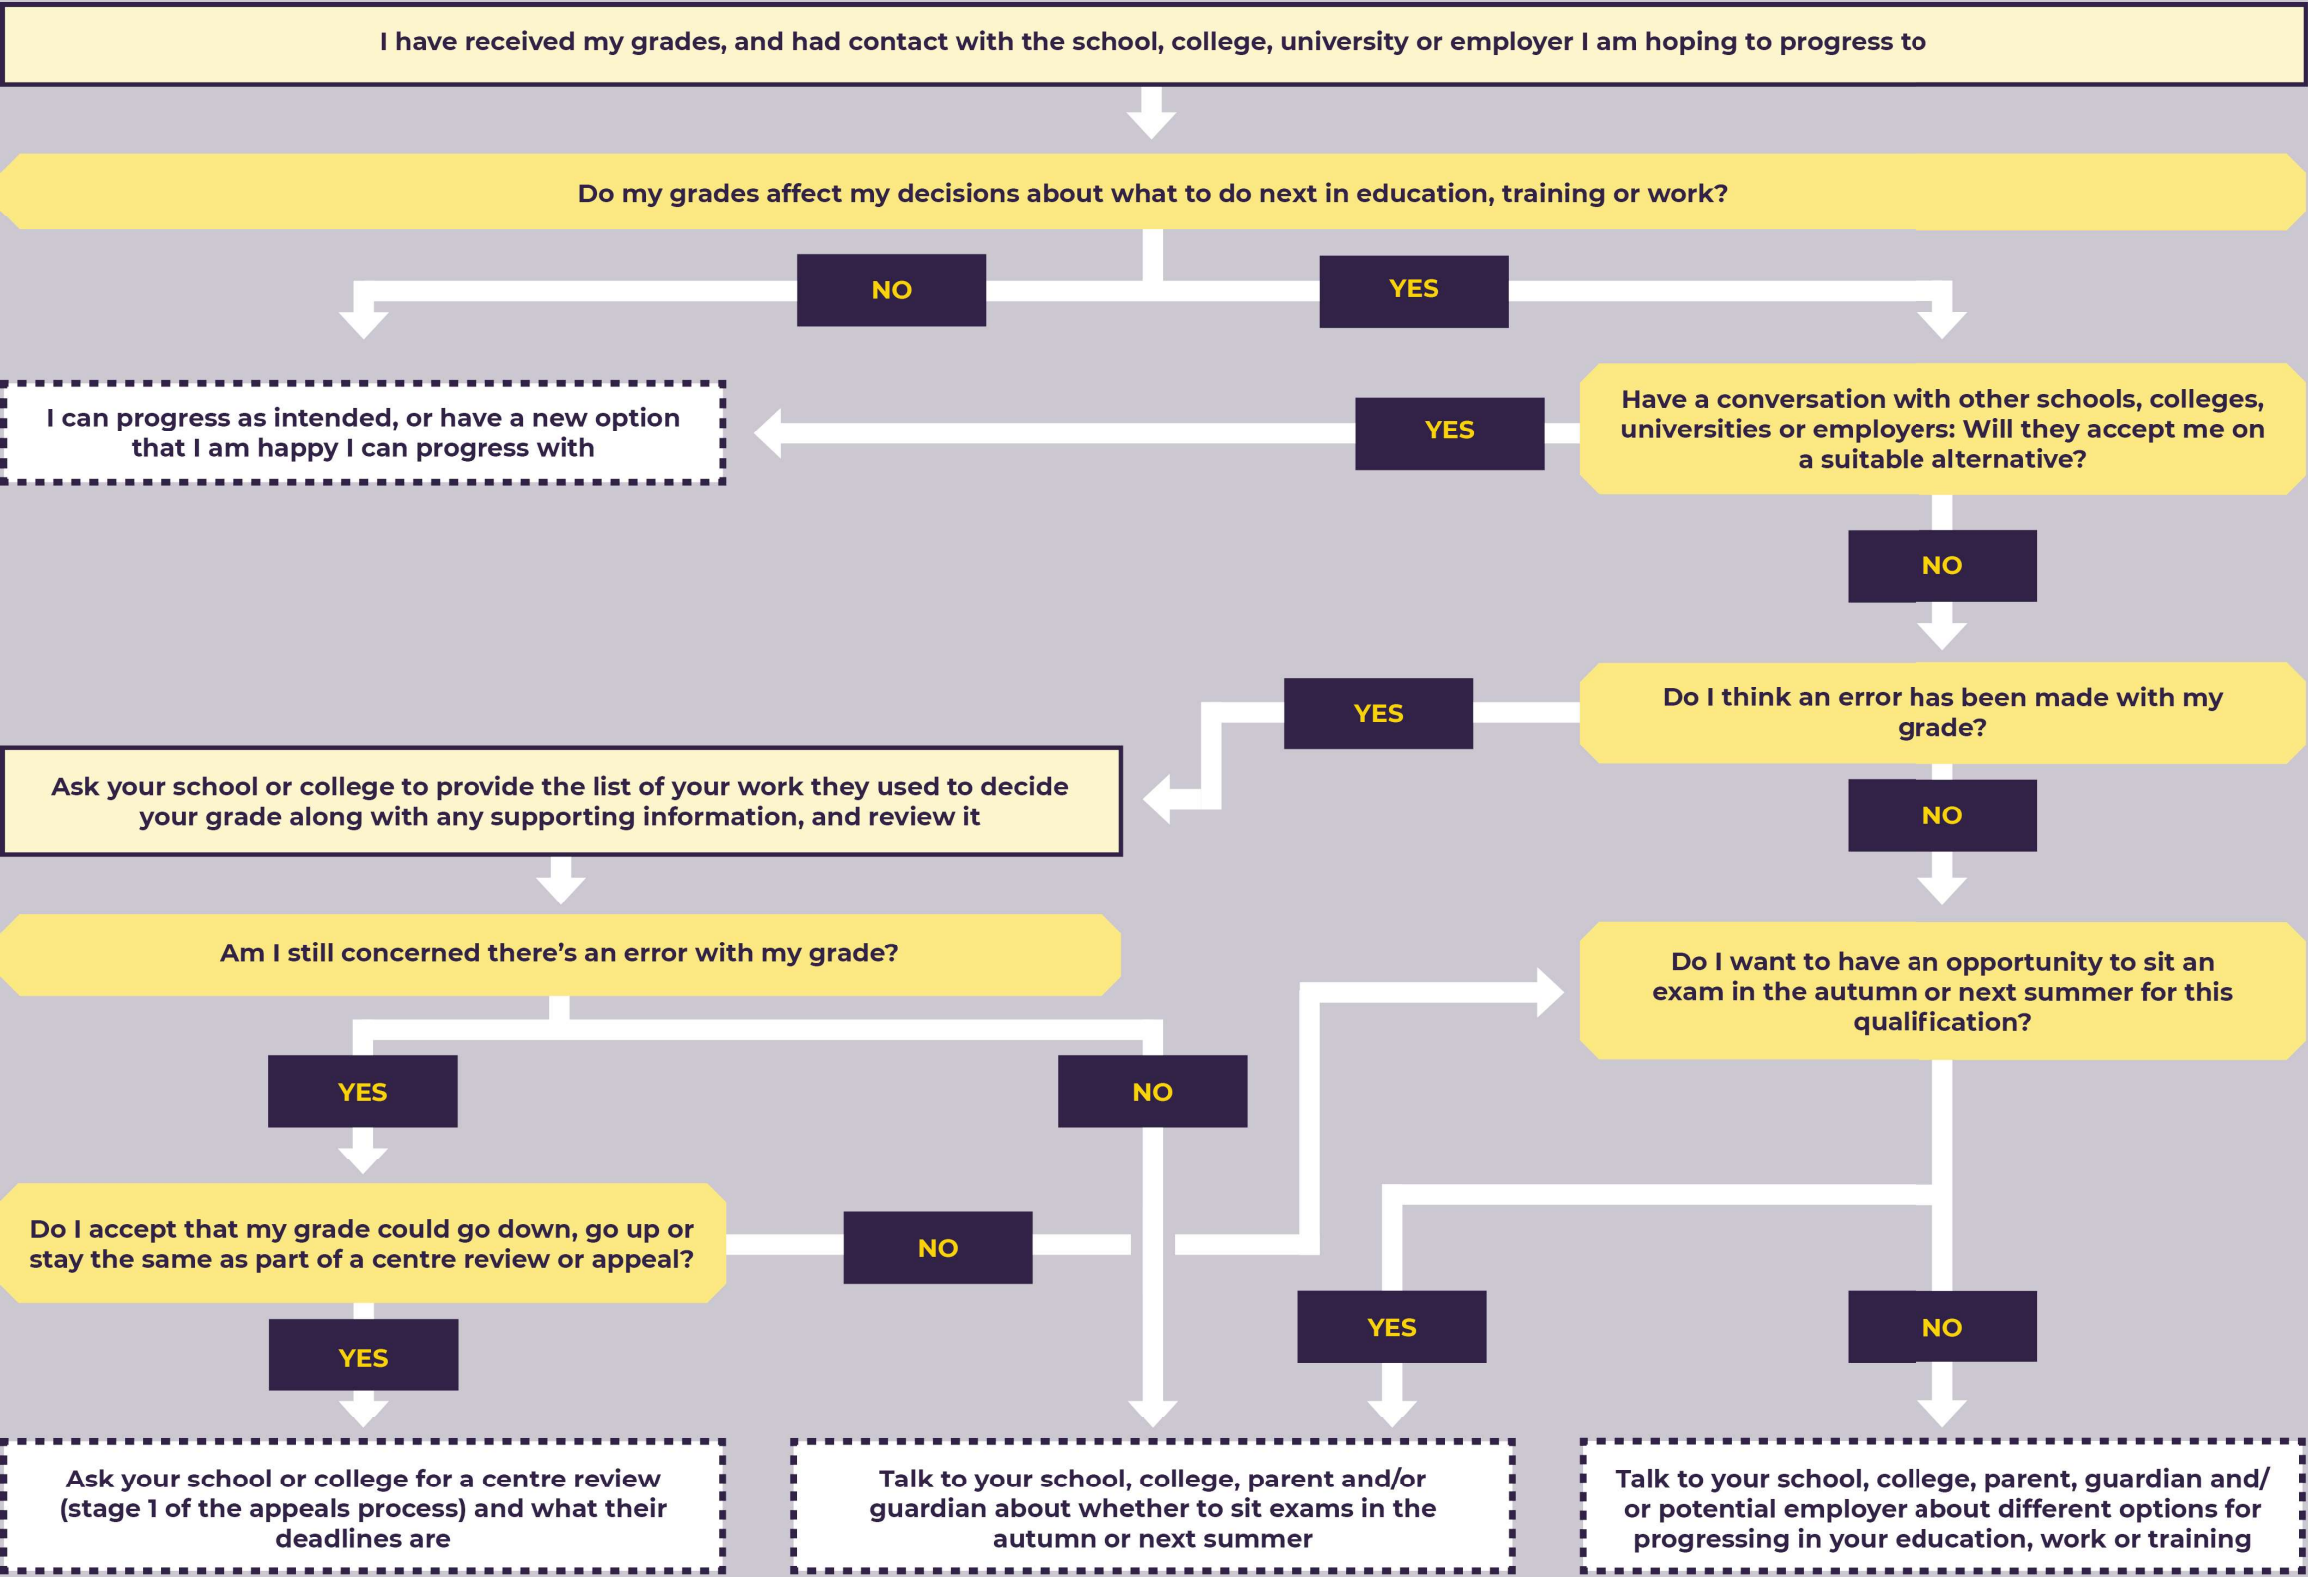 I have received my grades, and had contact with the school, college, university or employer I am hoping to progress to
Do my grades affect my decisions about what to do next in education, training or work?
NO
YES
I can progress as intended, or have a new option
that I am happy I can progress with
YES
Have a conversation with other schools, colleges,
universities or employers: Will they accept me on
a suitable alternative?
NO
YES
Do I think an error has been made with my
grade?
Ask your school or college to provide the list of your work they used to decide
your grade along with any supporting information, and review it
NO
Am I still concerned there's an error with my grade?
Do I want to have an opportunity to sit an
exam in the autumn or next summer for this
qualification?
YES
NO
Do I accept that my grade could go down, go up or
stay the same as part of a centre review or appeal?
NO
YES
YES
NO
Ask your school or college for a centre review
(stage 1 of the appeals process) and what their
deadlines are
Talk to your school, college, parent and/or
guardian about whether to sit exams in the
autumn or next summer
Talk to your school, college, parent, guardian and/
or potential employer about different options for
progressing in your education, work or training